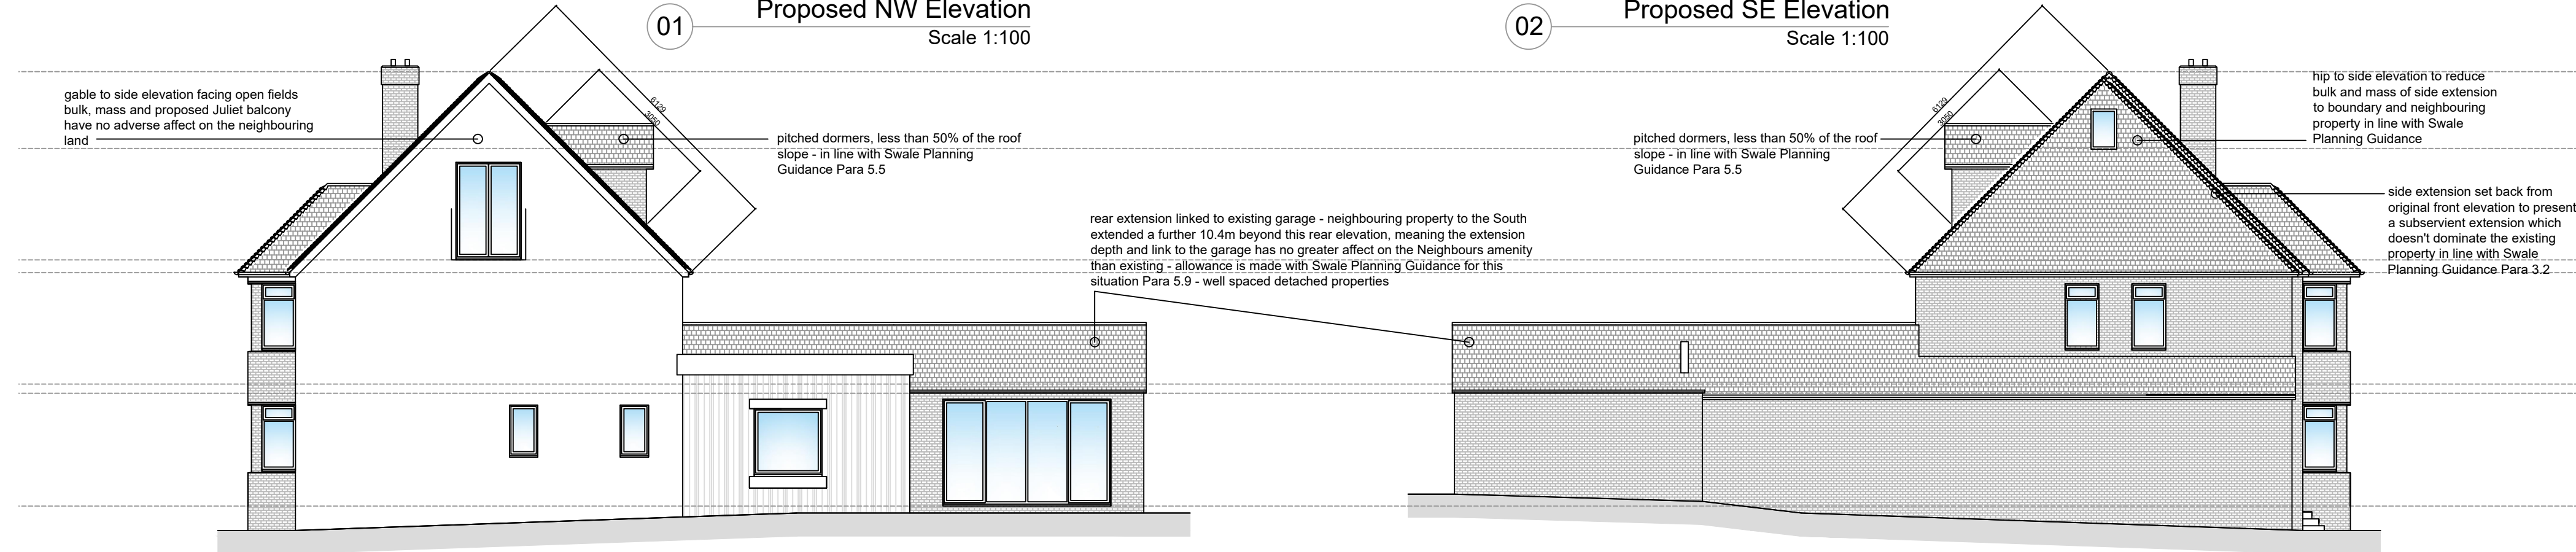 01
Proposed NW Elevation
Scale 1:100
02
Proposed SE Elevation
Scale 1:100
gable to side elevation facing open fields
bulk, mass and proposed Juliet balcony
have no adverse affect on the neighbouring
land
6129
3050
pitched dormers, less than 50% of the roof
slope - in line with Swale Planning
Guidance Para 5.5
rear extension linked to existing garage - neighbouring property to the South
extended a further 10.4m beyond this rear elevation, meaning the extension
depth and link to the garage has no greater affect on the Neighbours amenity
than existing - allowance is made with Swale Planning Guidance for this
situation Para 5.9 - well spaced detached properties
pitched dormers, less than 50% of the roof
slope - in line with Swale Planning
Guidance Para 5.5
6129
3050
hip to side elevation to reduce
bulk and mass of side extension
to boundary and neighbouring
property in line with Swale
Planning Guidance
side extension set back from
original front elevation to present
a subservient extension which
doesn't dominate the existing
property in line with Swale
Planning Guidance Para 3.2